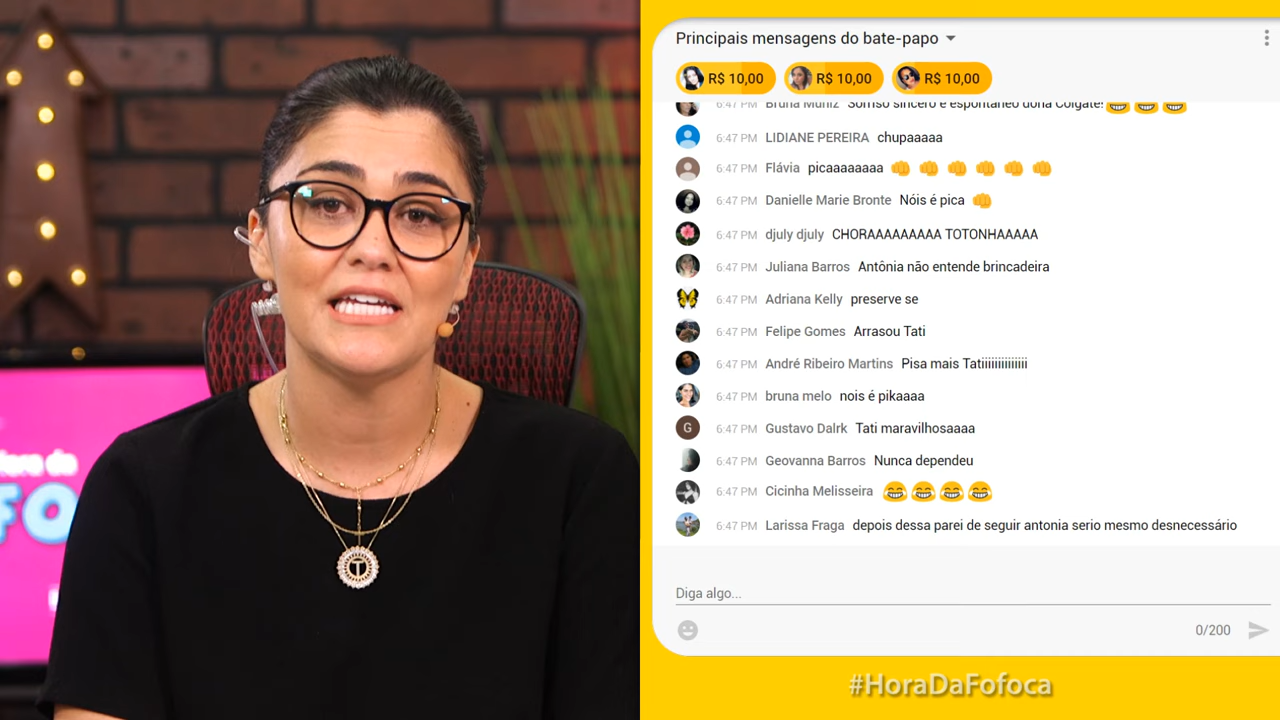 ora da
FO
T
Principais mensagens do bate-papo
R$ 10,00 R$ 10,00 R$ 10,00
6:47 PM Bruna Muniz Sorriso sincero e espontâneo dona Colgate!
6:47 PM LIDIANE PEREIRA chupaaaaa
6:47 PM Flávia picaaaaaaaa
6:47 PM Danielle Marie Bronte Nóis é pica
6:47 PM djuly djuly CHORAAAAAAAAA TOTONHAAAAA
6:47 PM Juliana Barros Antônia não entende brincadeira
6:47 PM Adriana Kelly preserve se
6:47 PM Felipe Gomes Arrasou Tati
6:47 PM André Ribeiro Martins Pisa mais Tatiiiiiiiiiiiiii
6:47 PM bruna melo nois é pikaaaa
G 6:47 PM Gustavo Dalrk Tati maravilhosaaaa
6:47 PM Geovanna Barros Nunca dependeu
6:47 PM Cicinha Melisseira
6:47 PM Larissa Fraga depois dessa parei de seguir antonia serio mesmo desnecessário
Diga algo...
0/200
#HoraDaFofoca